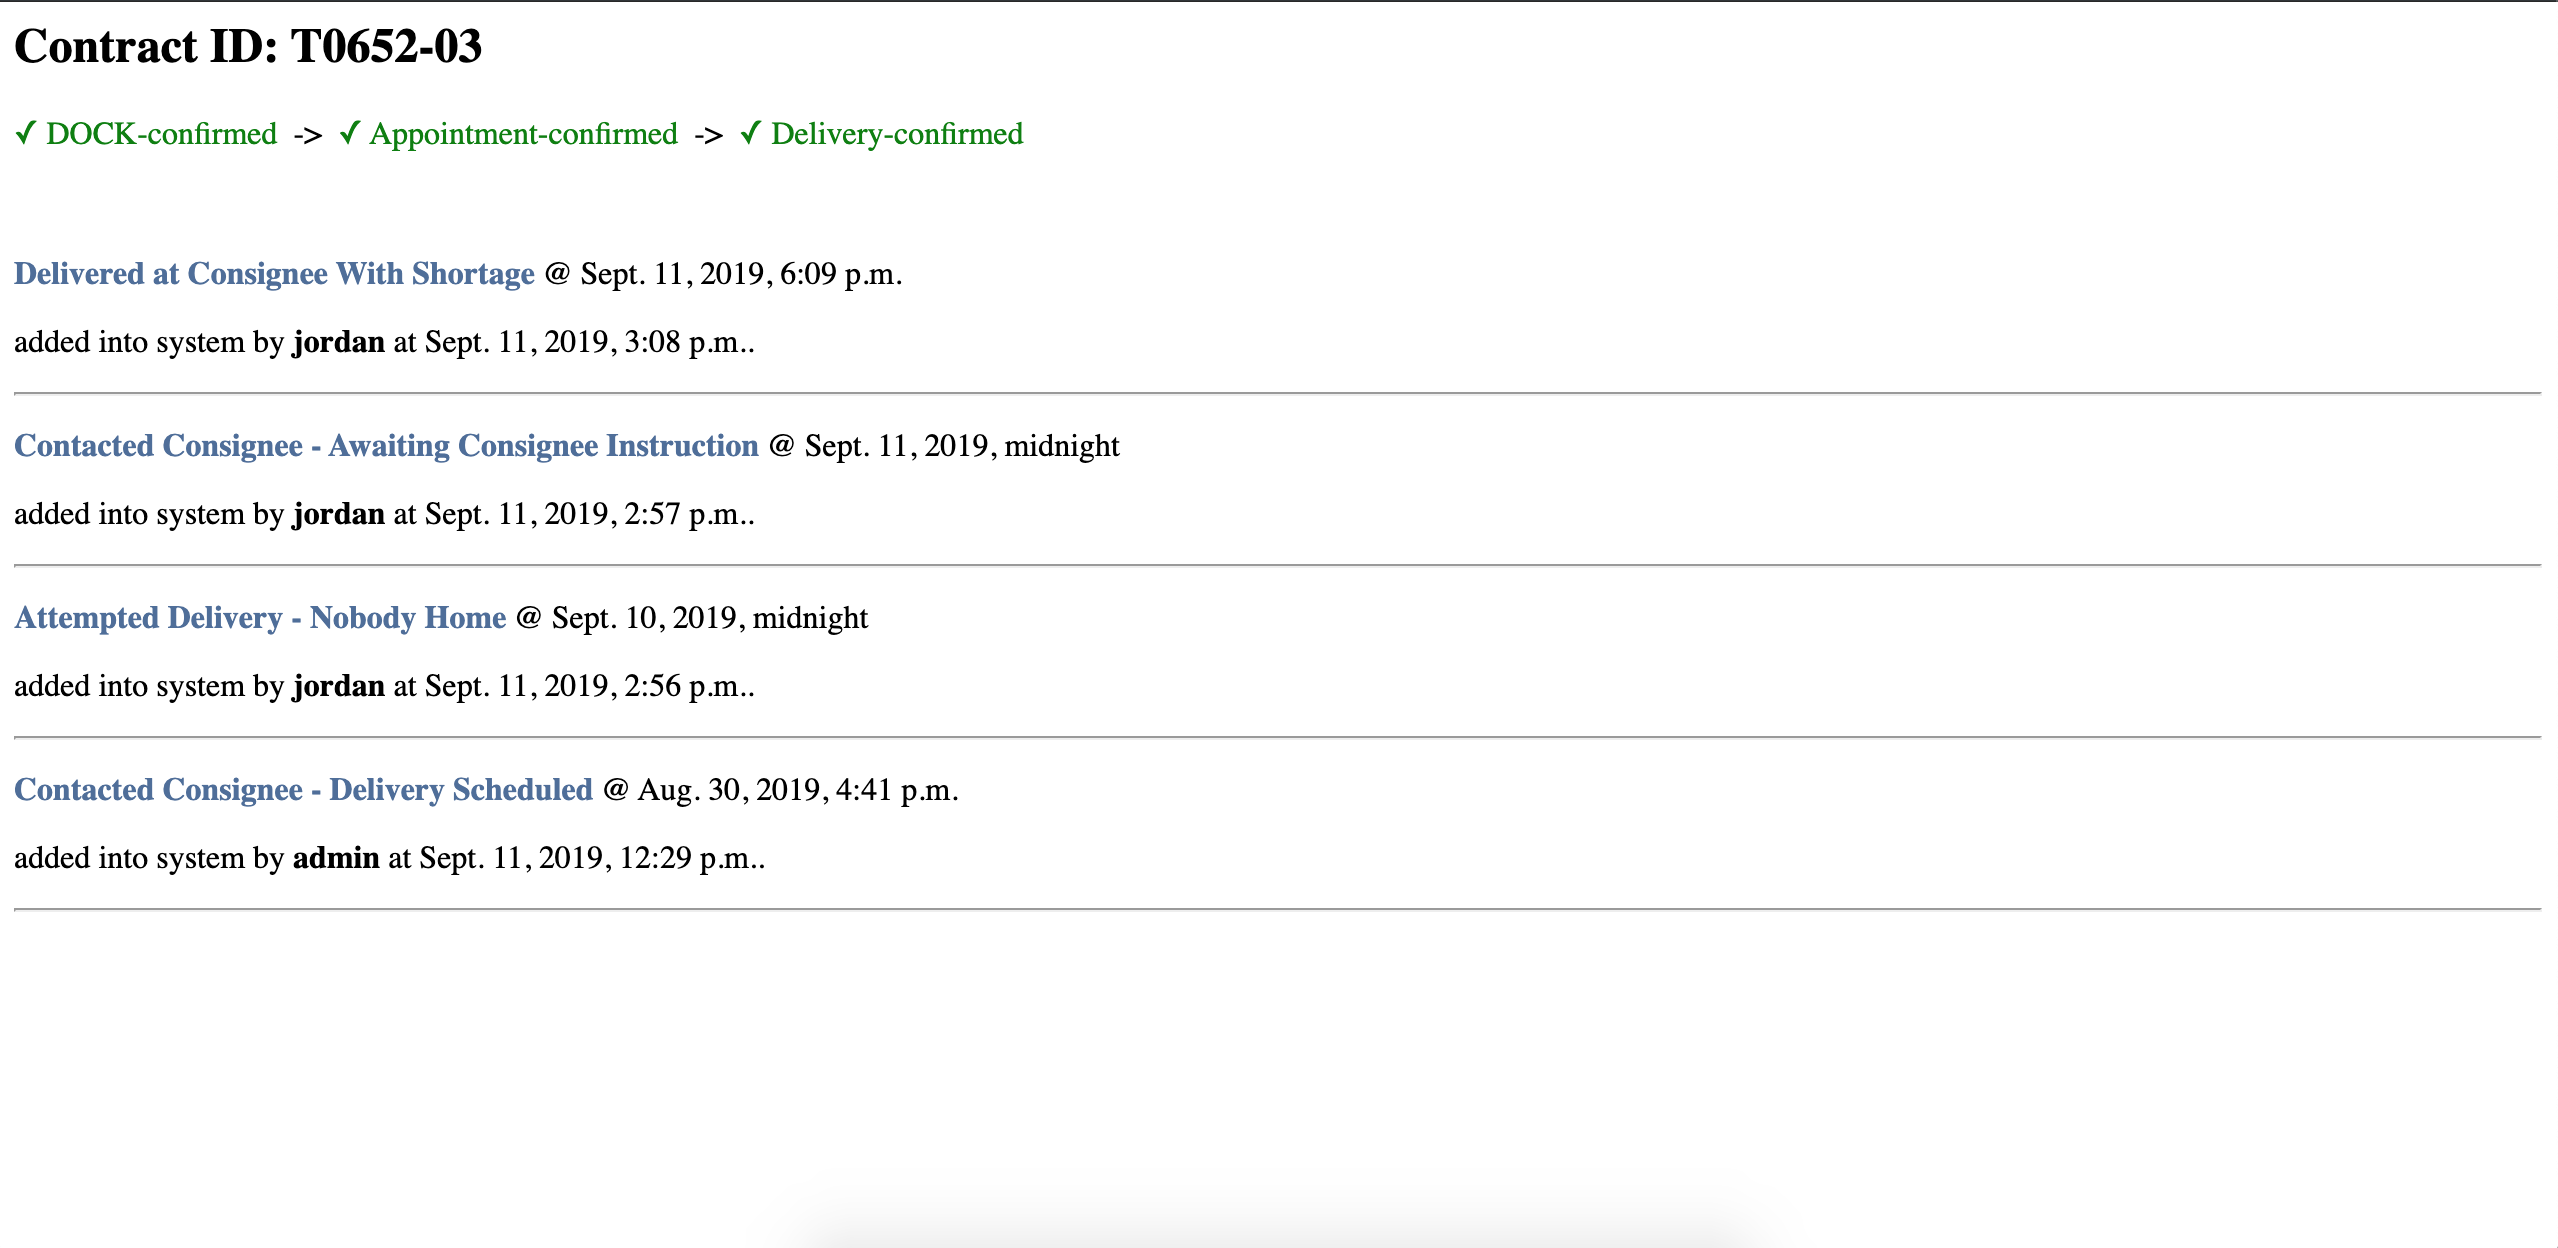 Contract ID: T0652-03
✓ DOCK-confirmed -> ✓ Appointment-confirmed -> ✓ Delivery-confirmed
Delivered at Consignee With Shortage @ Sept. 11, 2019, 6:09 p.m.
added into system by jordan at Sept. 11, 2019, 3:08 p.m..
Contacted Consignee - Awaiting Consignee Instruction @ Sept. 11, 2019, midnight
added into system by jordan at Sept. 11, 2019, 2:57 p.m..
Attempted Delivery - Nobody Home @ Sept. 10, 2019, midnight
added into system by jordan at Sept. 11, 2019, 2:56 p.m..
Contacted Consignee - Delivery Scheduled @ Aug. 30, 2019, 4:41 p.m.
added into system by admin at Sept. 11, 2019, 12:29 p.m..